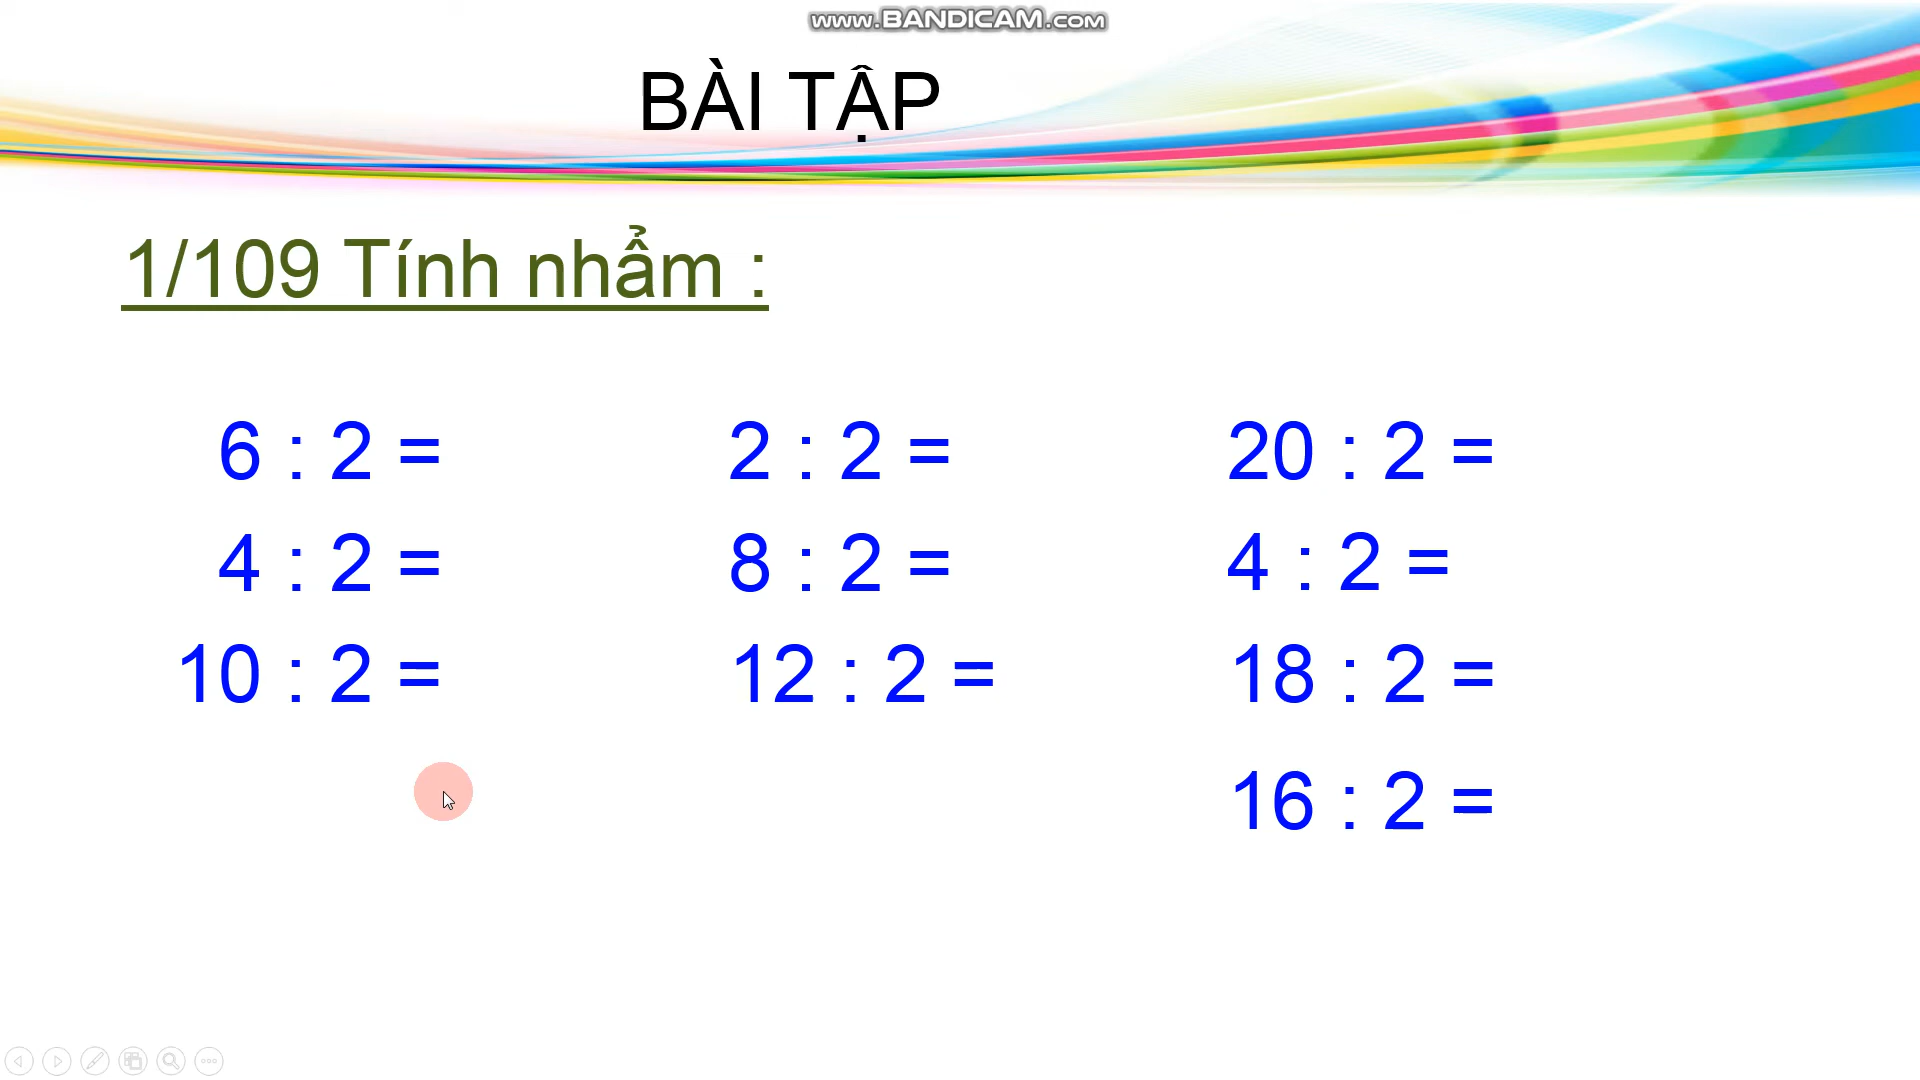 www.BANDICAM.com
BÀI TẬP
1/109 Tính nhẩm :
6 : 2 =
2 : 2 =
20 : 2 =
4 : 2 =
8 : 2 =
4 : 2 =
10 : 2 =
12 : 2 =
18 : 2 =
16 : 2 =